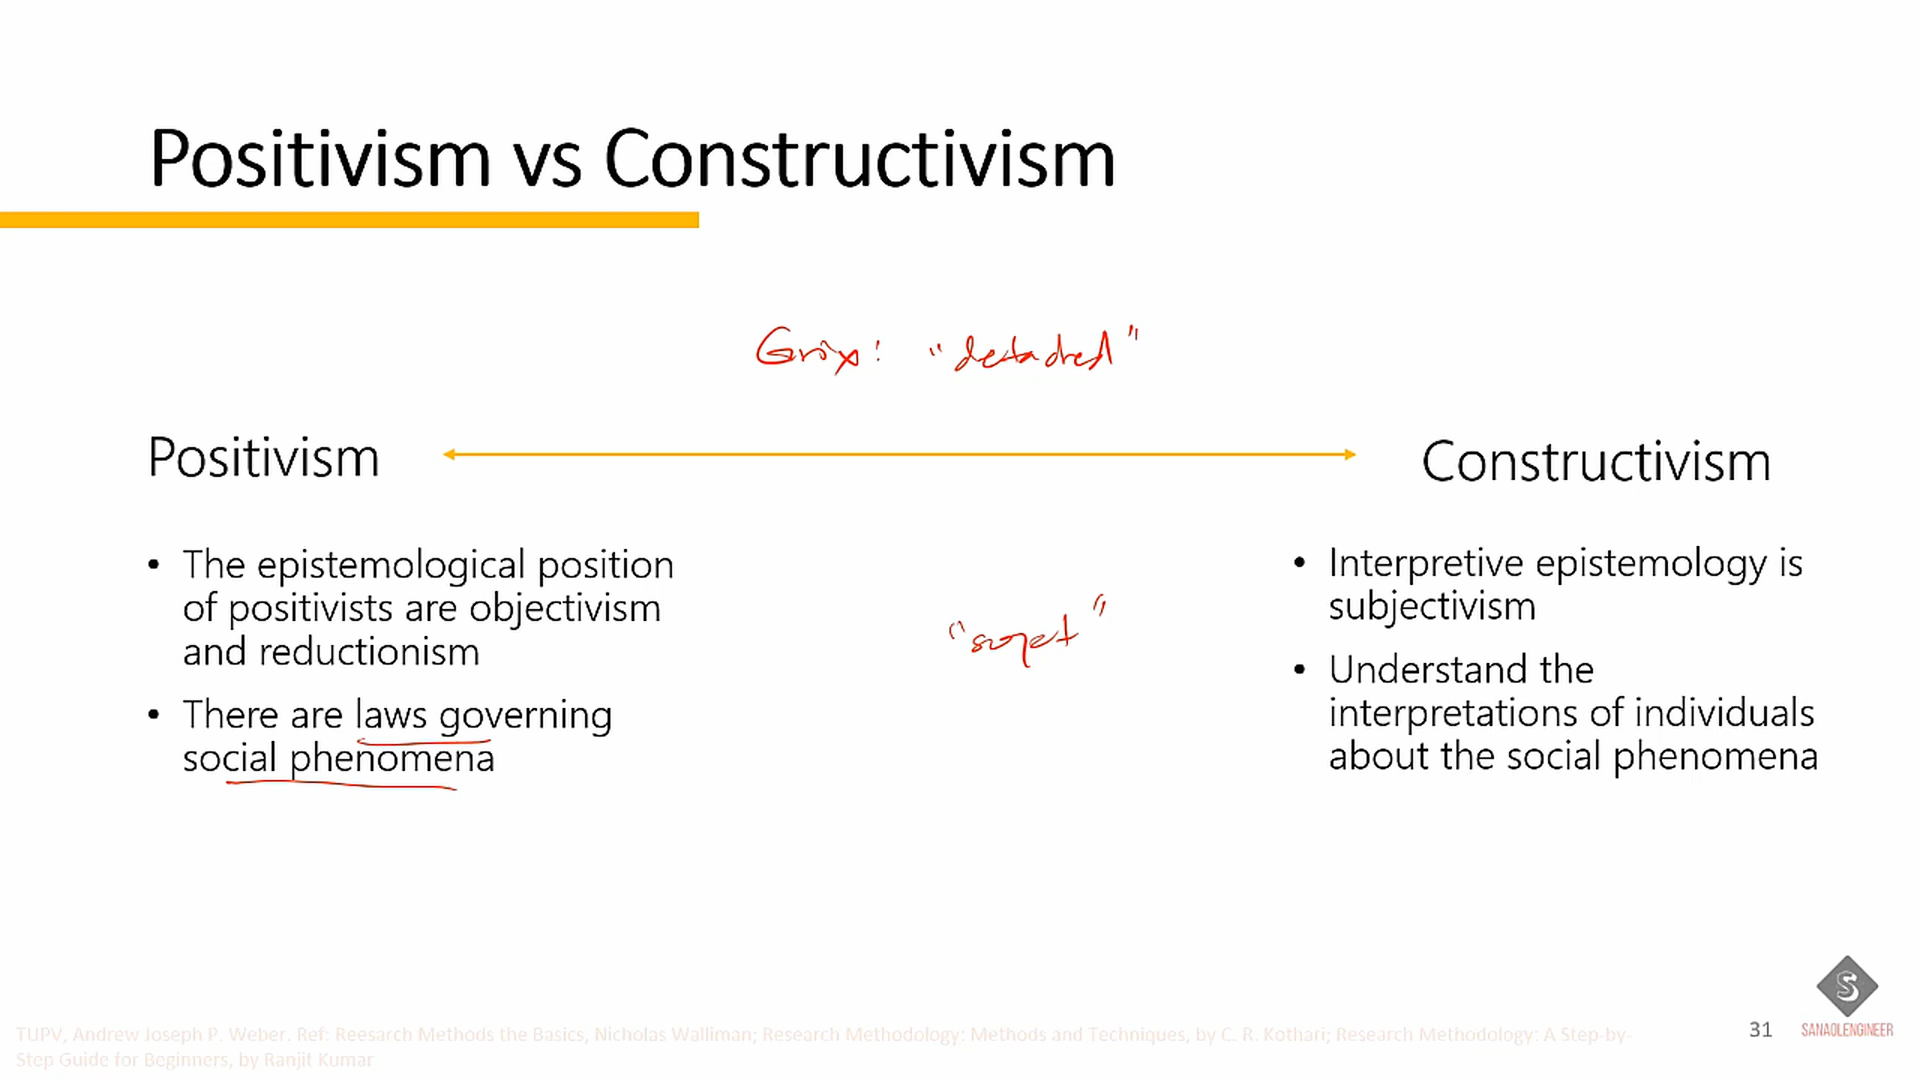 Positivism vs Constructivism
Grix: "detached"
Positivism
Constructivism
• The epistemological position
of positivists are objectivism
and reductionism
• There are laws governing
social phenomena
• Interpretive epistemology is
subjectivism
• Understand the
interpretations of individuals
about the social phenomena
S
SANAOLENGINEER
31
TUPV, Andrew Joseph P. Weber. Ref: Reesarch Methods the Basics, Nicholas Walliman; Research Methodology: Methods and Techniques, by C. R. Kothari; Research Methodology: A Step-by-
Step Guide for Beginners, by Ranjit Kumar